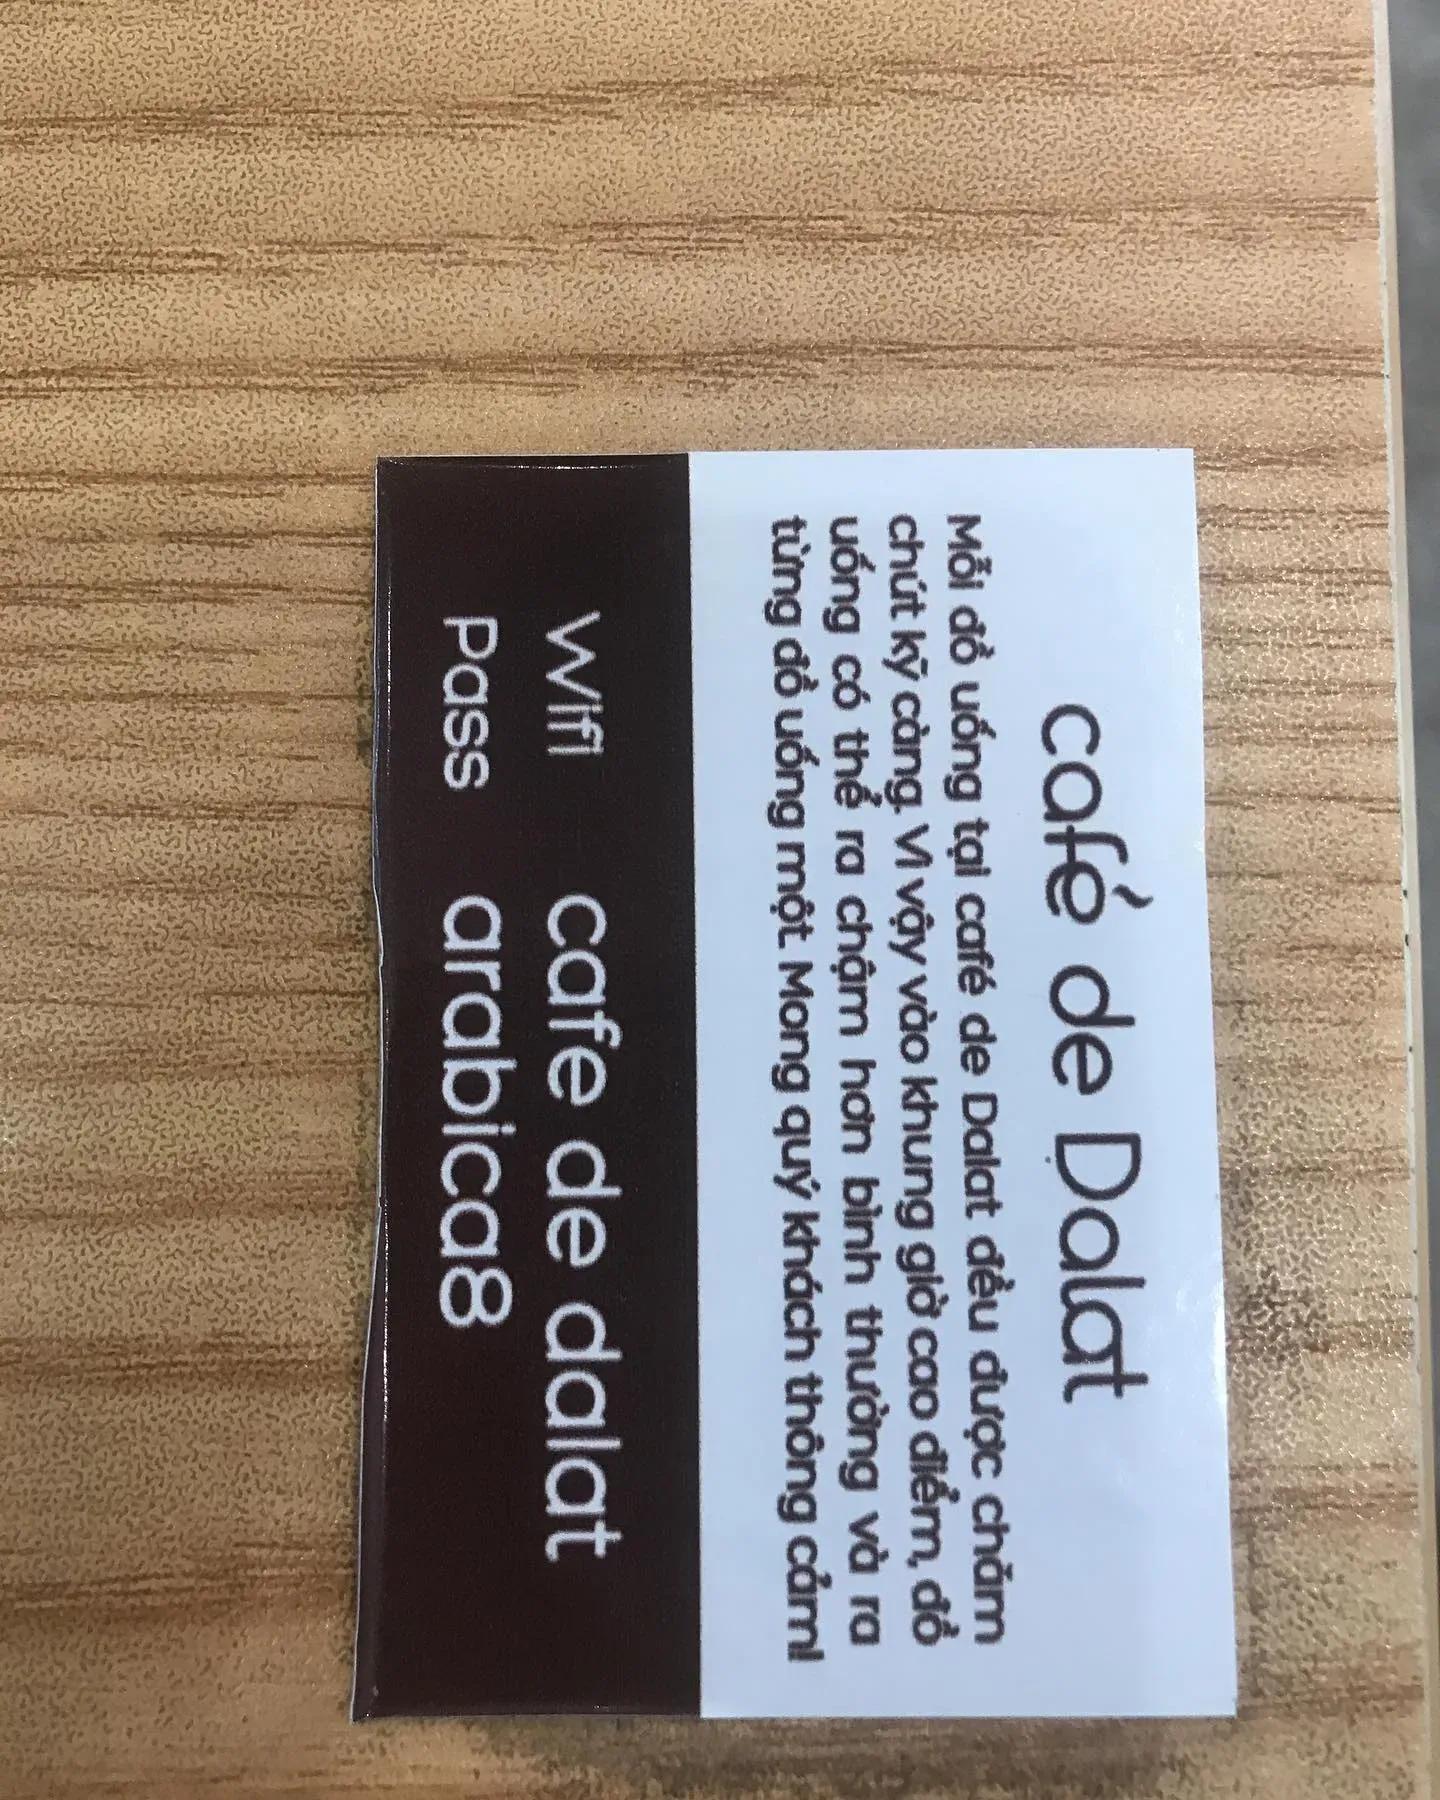 café de Dalat
Mỗi đồ uống tại café de Dalat đều được chăm
chút kỹ càng. Vì vậy vào khung giờ cao điểm, đồ
uống có thể ra chậm hơn bình thường và ra
từng đồ uống một. Mong quý khách thông cảm!
Wifi cafe de dalat
Pass arabica8